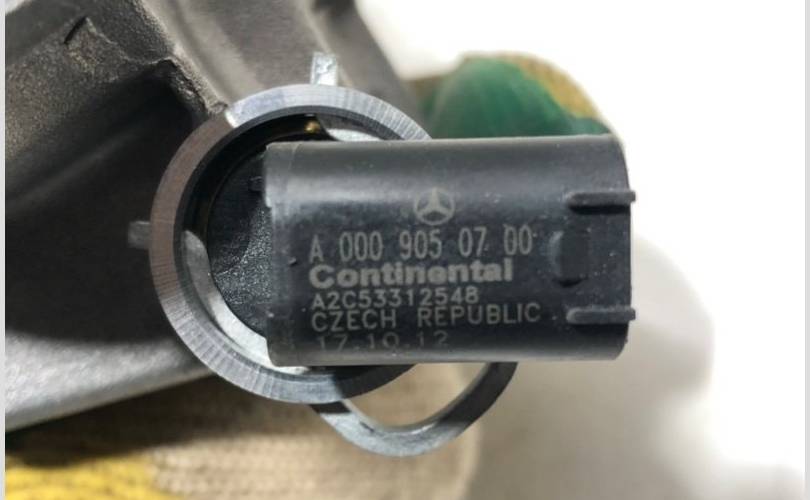 A 000 905 07 00
Continental
A2C53312548
CZECH REPUBLIC
17.10.12